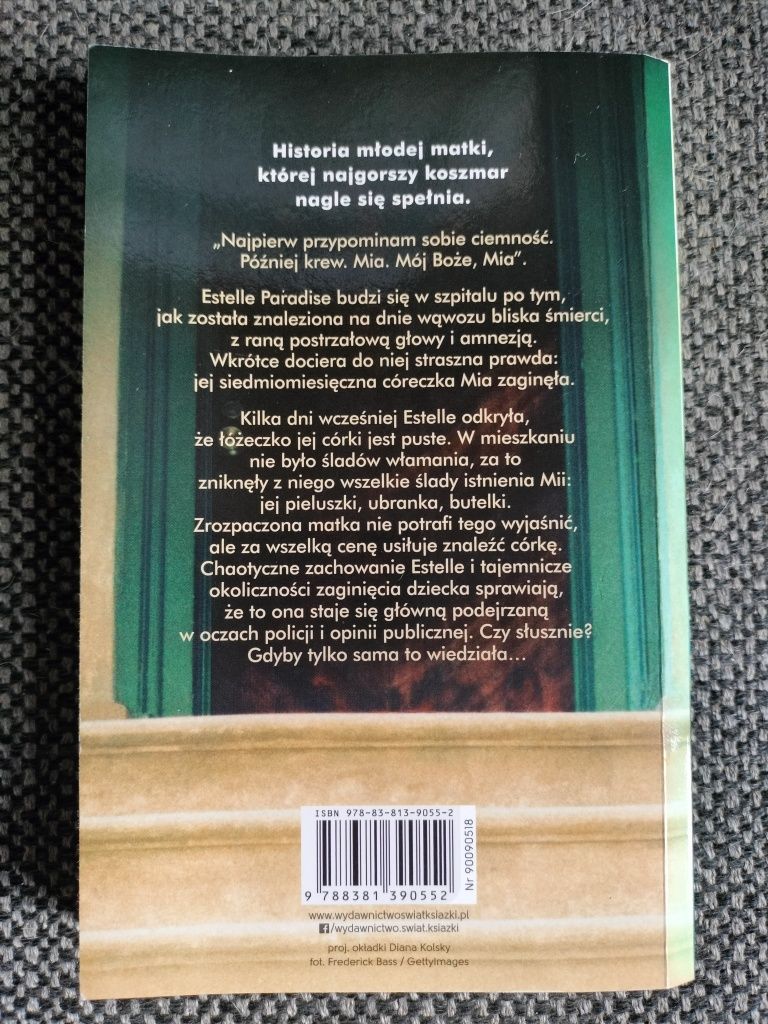 Historia młodej matki,
której najgorszy koszmar
nagle się spełnia.
„Najpierw przypominam sobie ciemność.
Później krew. Mia. Mój Boże, Mia”.
Estelle Paradise budzi się w szpitalu po tym,
jak została znaleziona na dnie wąwozu bliska śmierci,
z raną postrzałową głowy i amnezją.
Wkrótce dociera do niej straszna prawda:
jej siedmiomiesięczna córeczka Mia zaginęła.
Kilka dni wcześniej Estelle odkryła,
że łóżeczko jej córki jest puste. W mieszkaniu
nie było śladów włamania, za to
zniknęły z niego wszelkie ślady istnienia Mii:
jej pieluszki, ubranka, butelki.
Zrozpaczona matka nie potrafi tego wyjaśnić,
ale za wszelką cenę usiłuje znaleźć córkę.
Chaotyczne zachowanie Estelle i tajemnicze
okoliczności zaginięcia dziecka sprawiają,
że to ona staje się główną podejrzaną
w oczach policji i opinii publicznej. Czy słusznie?
Gdyby tylko sama to wiedziała...
ISBN 978-83-813-9055-2
9 788381 390552
Nr 90090518
www.wydawnictwoswiatksiazki.pl
/wydawnictwo.swiat.ksiazki
proj. okładki Diana Kolsky
fot. Frederick Bass / GettyImages